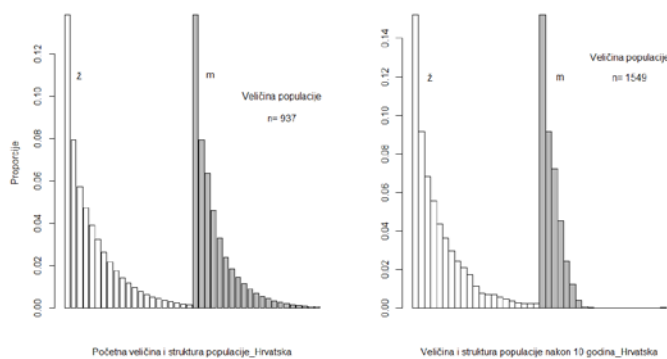 Proporcije
0.00
0.02
0.04
0.06
0.08
0.10
0.12
ž
m
Veličina populacije
n= 937
Početna veličina i struktura populacije_Hrvatska
0.00
0.02
0.04
0.06
0.08
0.10
0.12
0.14
ž
m
Veličina populacije
n= 1549
Veličina i struktura populacije nakon 10 godina_Hrvatska